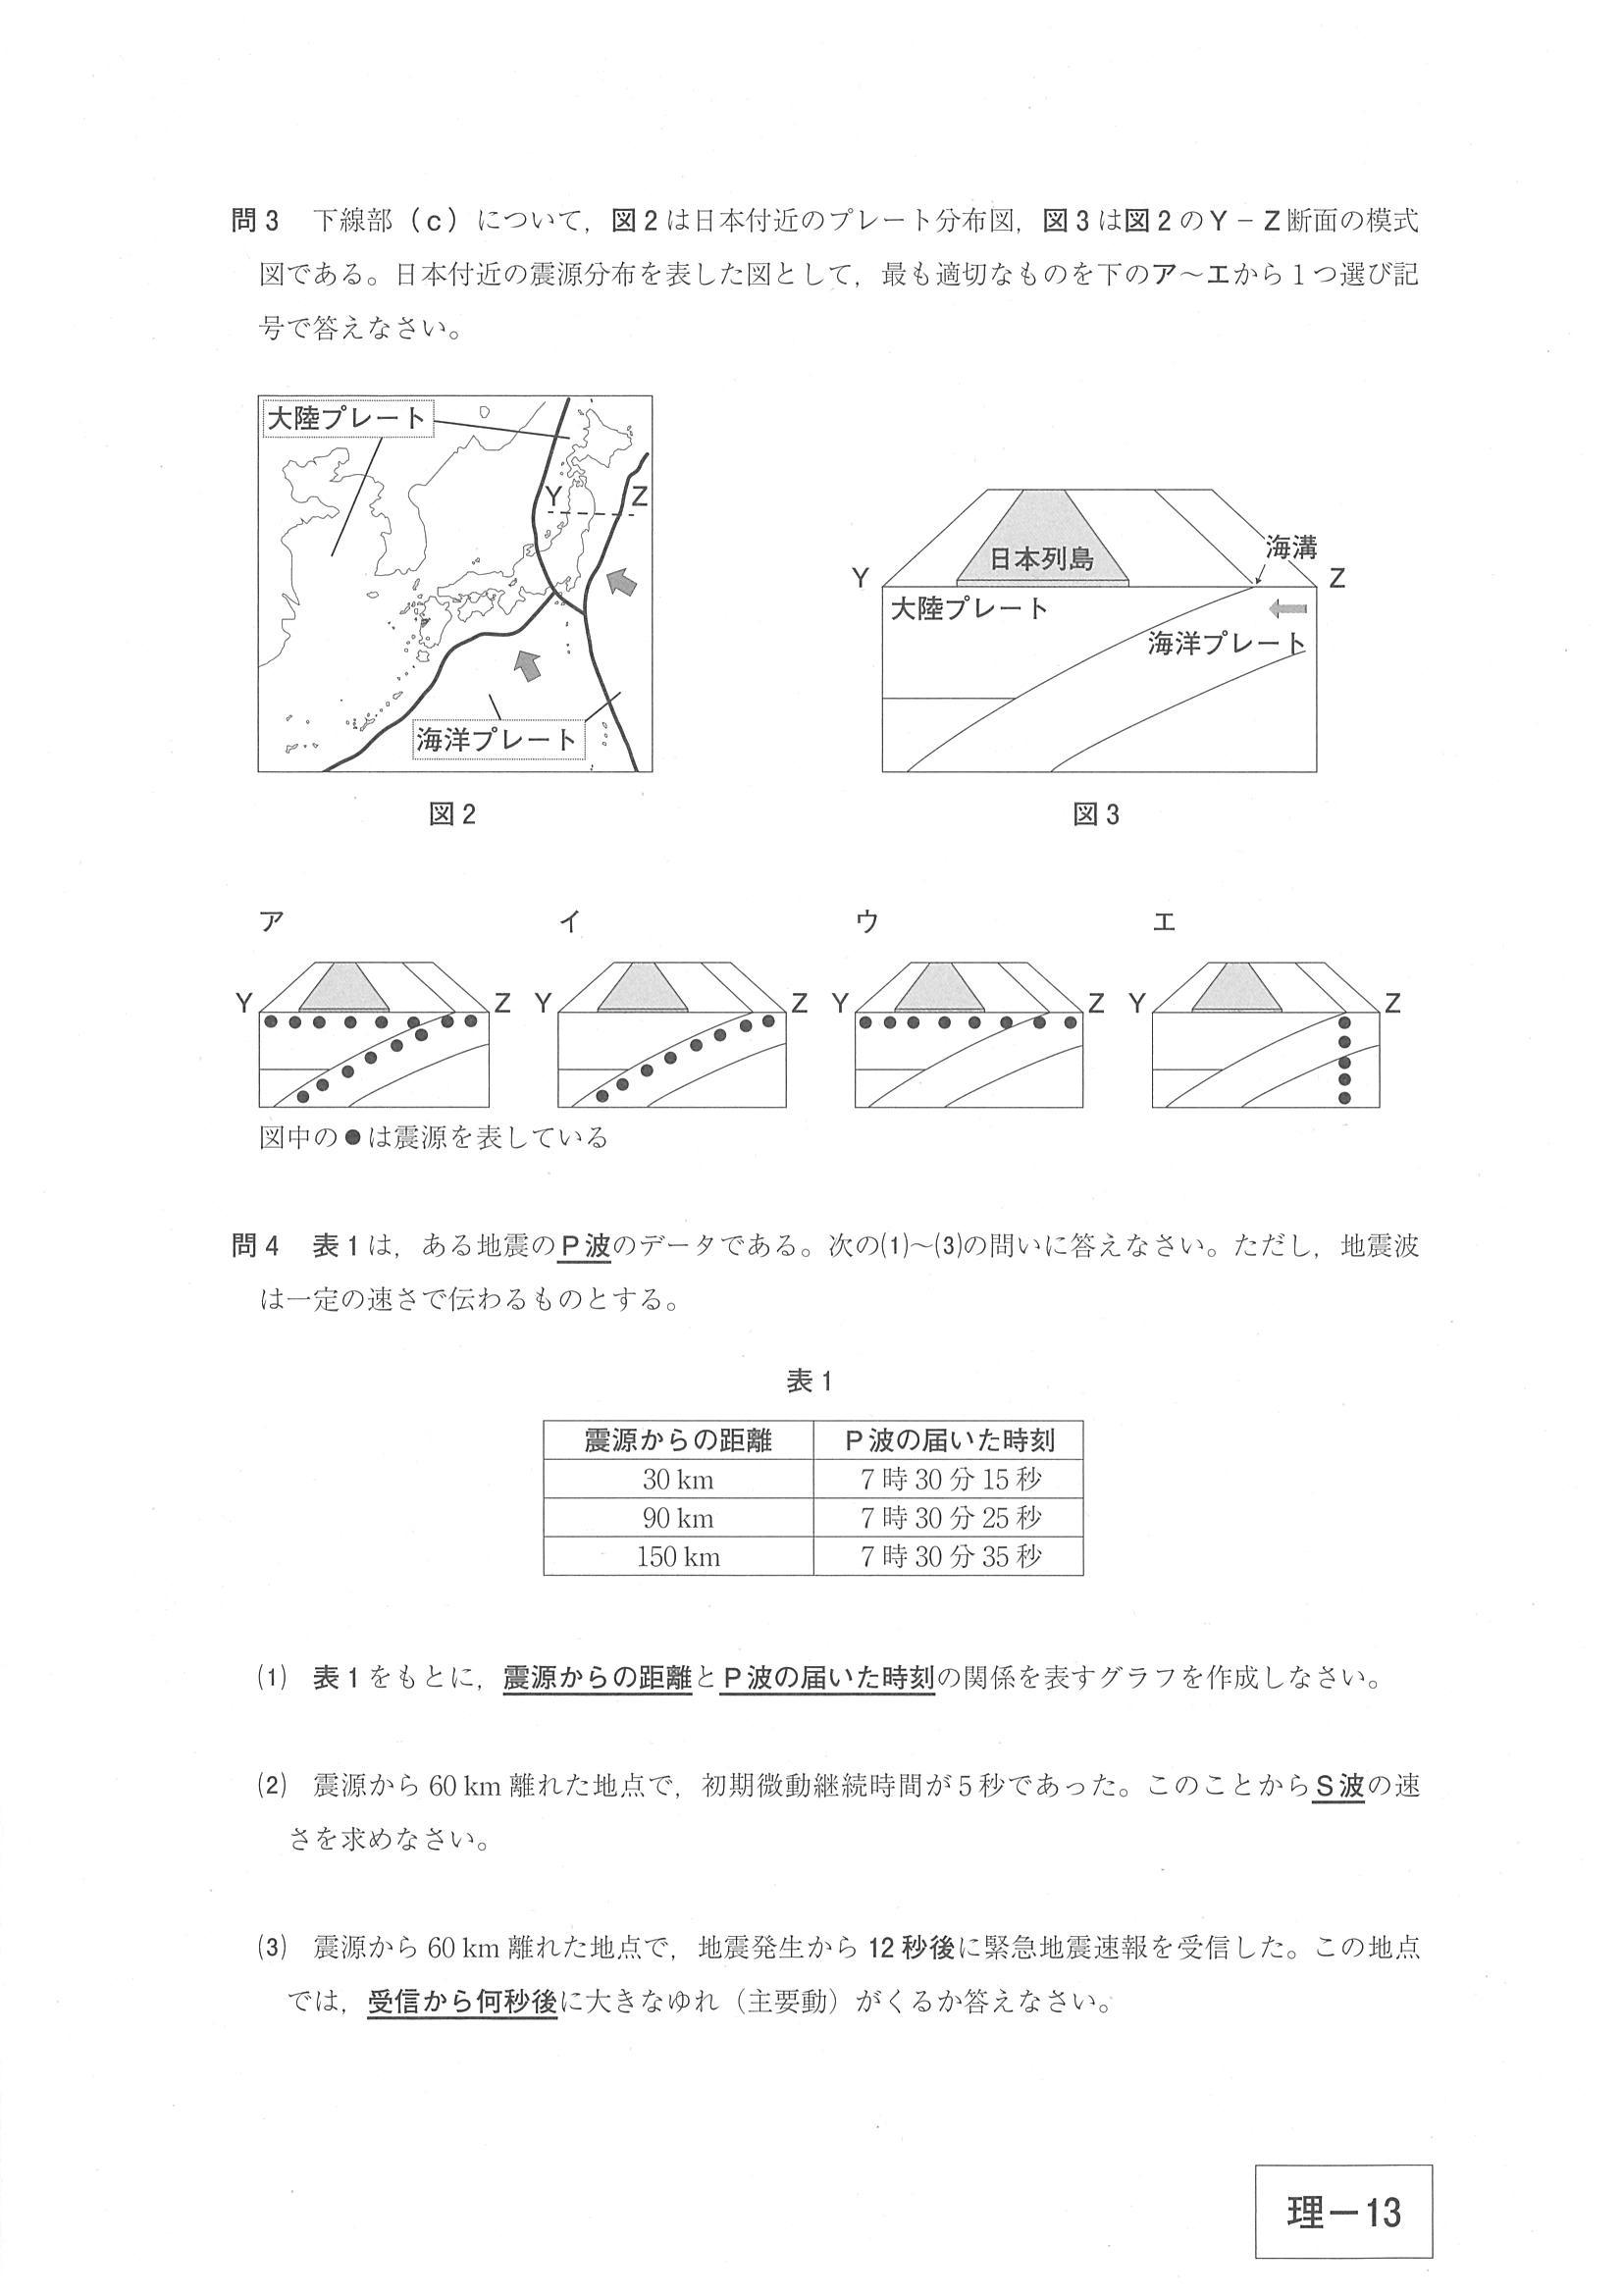 問3　下線部（c）について，図2は日本付近のプレート分布図，図3は図2のY－Z断面の模式
図である。日本付近の震源分布を表した図として，最も適切なものを下のア～エから1つ選び記
号で答えなさい。
大陸プレート
Y
Z
海洋プレート
図2
日本列島
海溝
Y
Z
大陸プレート
海洋プレート
図3
ア
イ
ウ
エ
Y
Z
Y
Z
Y
Z
Y
Z
図中の●は震源を表している
問4　表1は，ある地震のP波のデータである。次の⑴～⑶の問いに答えなさい。ただし，地震波
は一定の速さで伝わるものとする。
表1
震源からの距離　P波の届いた時刻
30 km　7時30分15秒
90 km　7時30分25秒
150 km　7時30分35秒
⑴　表1をもとに，震源からの距離とP波の届いた時刻の関係を表すグラフを作成しなさい。
⑵　震源から60 km離れた地点で，初期微動継続時間が5秒であった。このことからS波の速
さを求めなさい。
⑶　震源から60 km離れた地点で，地震発生から12秒後に緊急地震速報を受信した。この地点
では，受信から何秒後に大きなゆれ（主要動）がくるか答えなさい。
理－13